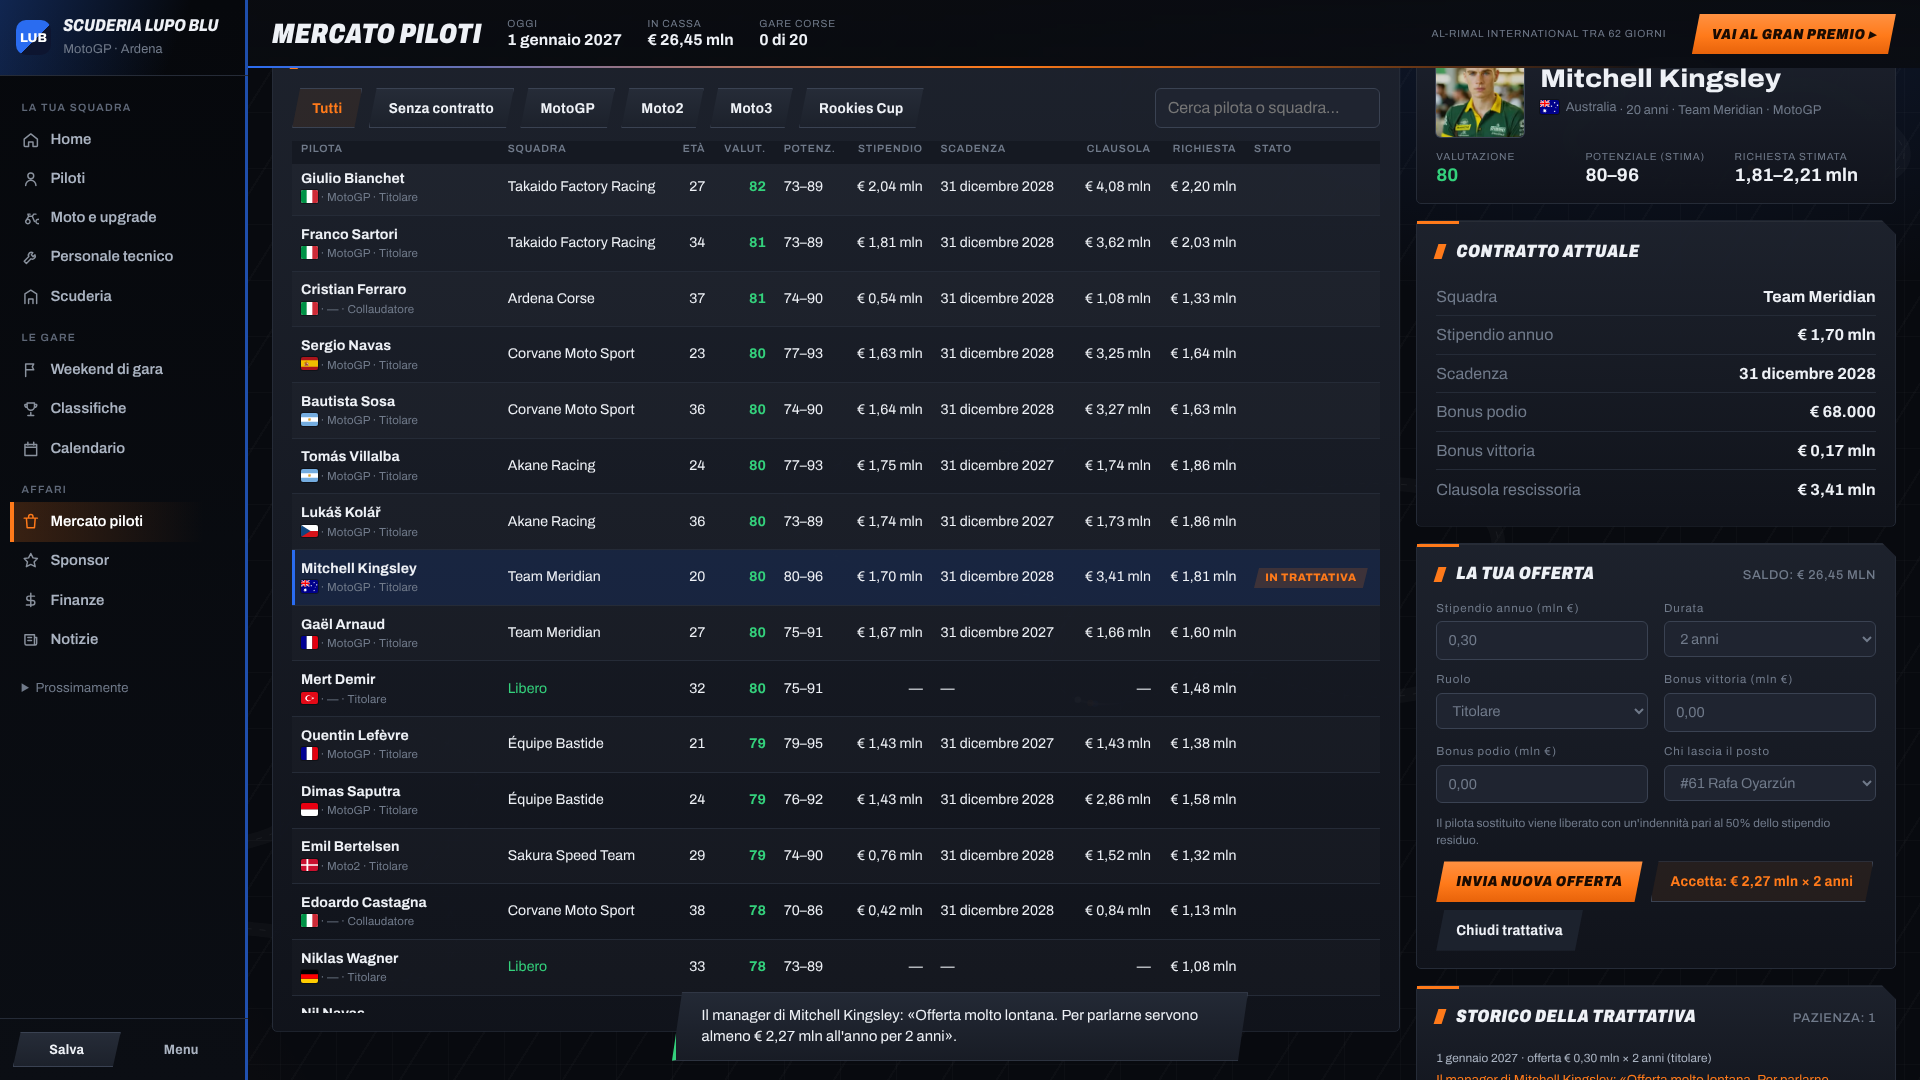 LUB
SCUDERIA LUPO BLU
MotoGP · Ardena
LA TUA SQUADRA
Home
Piloti
Moto e upgrade
Personale tecnico
Scuderia
LE GARE
Weekend di gara
Classifiche
Calendario
AFFARI
Mercato piloti
Sponsor
Finanze
Notizie
Prossimamente
Salva
Menu
MERCATO PILOTI
OGGI
1 gennaio 2027
IN CASSA
€ 26,45 mln
GARE CORSE
0 di 20
AL-RIMAL INTERNATIONAL TRA 62 GIORNI
VAI AL GRAN PREMIO ▸
Tutti
Senza contratto
MotoGP
Moto2
Moto3
Rookies Cup
Cerca pilota o squadra...
PILOTA SQUADRA ETÀ VALUT. POTENZ. STIPENDIO SCADENZA CLAUSOLA RICHIESTA STATO
Giulio Bianchet
· MotoGP · Titolare
Takaido Factory Racing 27 82 73–89 € 2,04 mln 31 dicembre 2028 € 4,08 mln € 2,20 mln
Franco Sartori
· MotoGP · Titolare
Takaido Factory Racing 34 81 73–89 € 1,81 mln 31 dicembre 2028 € 3,62 mln € 2,03 mln
Cristian Ferraro
· — · Collaudatore
Ardena Corse 37 81 74–90 € 0,54 mln 31 dicembre 2028 € 1,08 mln € 1,33 mln
Sergio Navas
· MotoGP · Titolare
Corvane Moto Sport 23 80 77–93 € 1,63 mln 31 dicembre 2028 € 3,25 mln € 1,64 mln
Bautista Sosa
· MotoGP · Titolare
Corvane Moto Sport 36 80 74–90 € 1,64 mln 31 dicembre 2028 € 3,27 mln € 1,63 mln
Tomás Villalba
· MotoGP · Titolare
Akane Racing 24 80 77–93 € 1,75 mln 31 dicembre 2027 € 1,74 mln € 1,86 mln
Lukáš Kolář
· MotoGP · Titolare
Akane Racing 36 80 73–89 € 1,74 mln 31 dicembre 2027 € 1,73 mln € 1,86 mln
Mitchell Kingsley
· MotoGP · Titolare
Team Meridian 20 80 80–96 € 1,70 mln 31 dicembre 2028 € 3,41 mln € 1,81 mln IN TRATTATIVA
Gaël Arnaud
· MotoGP · Titolare
Team Meridian 27 80 75–91 € 1,67 mln 31 dicembre 2027 € 1,66 mln € 1,60 mln
Mert Demir
· — · Titolare
Libero 32 80 75–91 — — — € 1,48 mln
Quentin Lefèvre
· MotoGP · Titolare
Équipe Bastide 21 79 79–95 € 1,43 mln 31 dicembre 2027 € 1,43 mln € 1,38 mln
Dimas Saputra
· MotoGP · Titolare
Équipe Bastide 24 79 76–92 € 1,43 mln 31 dicembre 2028 € 2,86 mln € 1,58 mln
Emil Bertelsen
· Moto2 · Titolare
Sakura Speed Team 29 79 74–90 € 0,76 mln 31 dicembre 2028 € 1,52 mln € 1,32 mln
Edoardo Castagna
· — · Collaudatore
Corvane Moto Sport 38 78 70–86 € 0,42 mln 31 dicembre 2028 € 0,84 mln € 1,13 mln
Niklas Wagner
· — · Titolare
Libero 33 78 73–89 — — — € 1,08 mln
Nil Navas
Il manager di Mitchell Kingsley: «Offerta molto lontana. Per parlarne servono
almeno € 2,27 mln all'anno per 2 anni».
Mitchell Kingsley
Australia · 20 anni · Team Meridian · MotoGP
VALUTAZIONE
80
POTENZIALE (STIMA)
80–96
RICHIESTA STIMATA
1,81–2,21 mln
CONTRATTO ATTUALE
Squadra Team Meridian
Stipendio annuo € 1,70 mln
Scadenza 31 dicembre 2028
Bonus podio € 68.000
Bonus vittoria € 0,17 mln
Clausola rescissoria € 3,41 mln
LA TUA OFFERTA
SALDO: € 26,45 MLN
Stipendio annuo (mln €) Durata
0,30 2 anni
Ruolo Bonus vittoria (mln €)
Titolare 0,00
Bonus podio (mln €) Chi lascia il posto
0,00 #61 Rafa Oyarzún
Il pilota sostituito viene liberato con un'indennità pari al 50% dello stipendio
residuo.
INVIA NUOVA OFFERTA
Accetta: € 2,27 mln × 2 anni
Chiudi trattativa
STORICO DELLA TRATTATIVA
PAZIENZA: 1
1 gennaio 2027 · offerta € 0,30 mln × 2 anni (titolare)
Il manager di Mitchell Kingsley: «Offerta molto lontana. Per parlarne